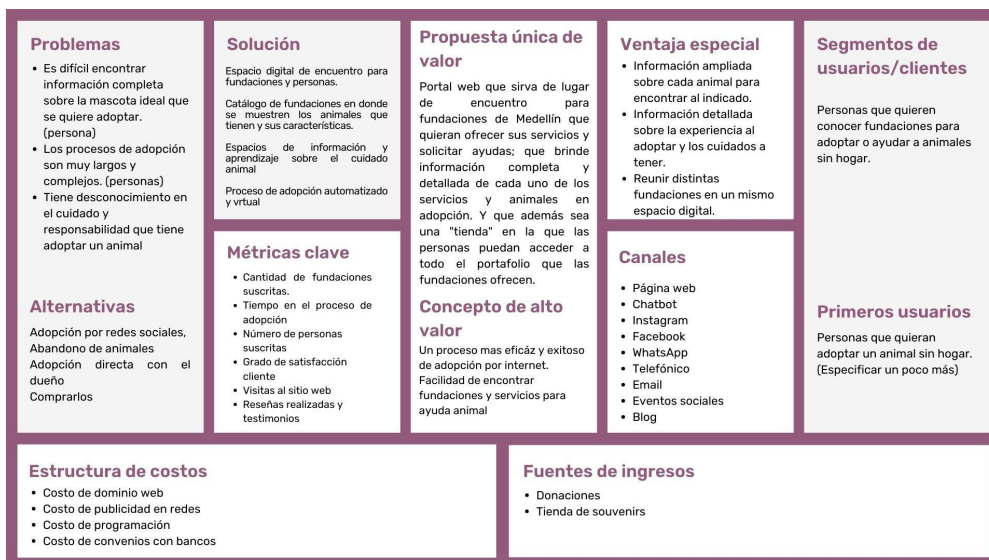 Problemas
• Es difícil encontrar
información completa
sobre la mascota ideal que
se quiere adoptar.
(persona)
• Los procesos de adopción
son muy largos y
complejos. (personas)
• Tiene desconocimiento en
el cuidado y
responsabilidad que tiene
adoptar un animal
Alternativas
Adopción por redes sociales,
Abandono de animales
Adopción directa con el
dueño
Comprarlos
Solución
Espacio digital de encuentro para
fundaciones y personas.
Catálogo de fundaciones en donde
se muestren los animales que
tienen y sus características.
Espacios de información y
aprendizaje sobre el cuidado
animal
Proceso de adopción automatizado
y vrtual
Métricas clave
• Cantidad de fundaciones
suscritas.
• Tiempo en el proceso de
adopción
• Número de personas
suscritas
• Grado de satisfacción
cliente
• Visitas al sitio web
• Reseñas realizadas y
testimonios
Propuesta única de
valor
Portal web que sirva de lugar
de encuentro para
fundaciones de Medellín que
quieran ofrecer sus servicios y
solicitar ayudas; que brinde
información completa y
detallada de cada uno de los
servicios y animales en
adopción. Y que además sea
una "tienda" en la que las
personas puedan acceder a
todo el portafolio que las
fundaciones ofrecen.
Concepto de alto
valor
Un proceso mas eficáz y exitoso
de adopción por internet.
Facilidad de encontrar
fundaciones y servicios para
ayuda animal
Ventaja especial
• Información ampliada
sobre cada animal para
encontrar al indicado.
• Información detallada
sobre la experiencia al
adoptar y los cuidados a
tener.
• Reunir distintas
fundaciones en un mismo
espacio digital.
Canales
• Página web
• Chatbot
• Instagram
• Facebook
• WhatsApp
• Telefónico
• Email
• Eventos sociales
• Blog
Segmentos de
usuarios/clientes
Personas que quieren
conocer fundaciones para
adoptar o ayudar a animales
sin hogar.
Primeros usuarios
Personas que quieran
adoptar un animal sin hogar.
(Especificar un poco más)
Estructura de costos
• Costo de dominio web
• Costo de publicidad en redes
• Costo de programación
• Costo de convenios con bancos
Fuentes de ingresos
• Donaciones
• Tienda de souvenirs